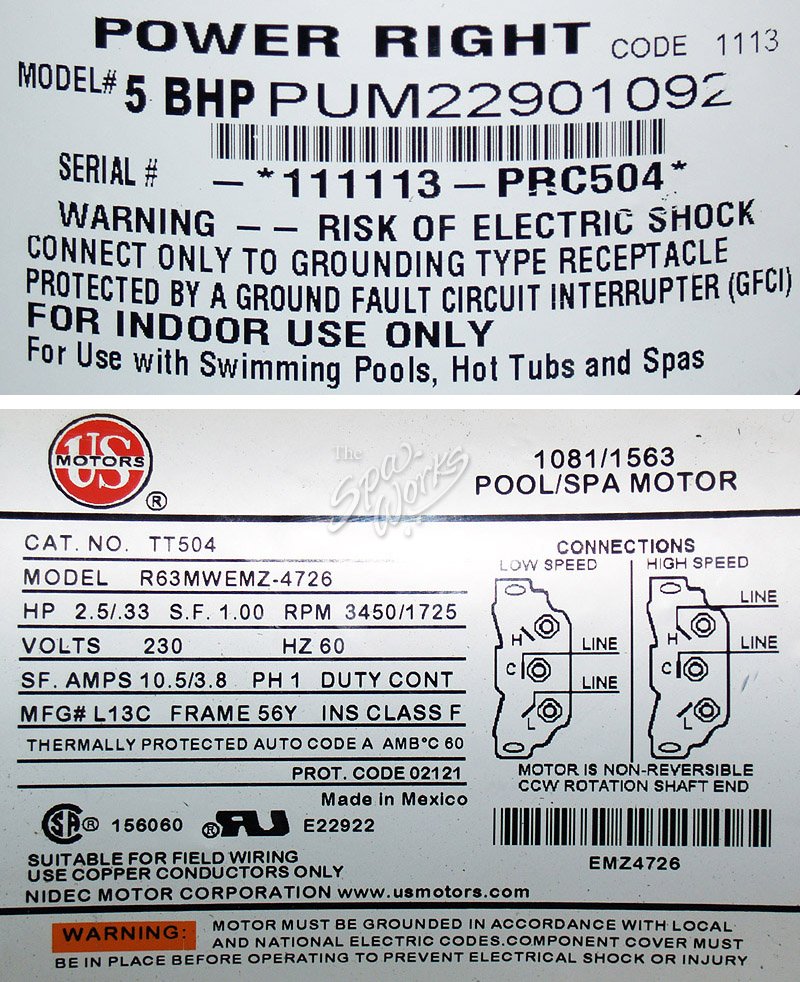 POWER RIGHT CODE 1113
MODEL# 5 BHP PUM22901092
SERIAL # – *111113 – PRC504*
WARNING – – RISK OF ELECTRIC SHOCK
CONNECT ONLY TO GROUNDING TYPE RECEPTACLE
PROTECTED BY A GROUND FAULT CIRCUIT INTERRUPTER (GFCI)
FOR INDOOR USE ONLY
For Use with Swimming Pools, Hot Tubs and Spas
US
MOTORS
®
The
Spa
Works
1081/1563
POOL/SPA MOTOR
CAT. NO. TT504
MODEL R63MWEMZ-4726
HP 2.5/.33 S.F. 1.00 RPM 3450/1725
VOLTS 230 HZ 60
SF. AMPS 10.5/3.8 PH 1 DUTY CONT
MFG# L13C FRAME 56Y INS CLASS F
THERMALLY PROTECTED AUTO CODE A AMB°C 60
PROT. CODE 02121
Made in Mexico
SA® 156060 ®RU E22922
SUITABLE FOR FIELD WIRING
USE COPPER CONDUCTORS ONLY
NIDEC MOTOR CORPORATION www.usmotors.com
CONNECTIONS
LOW SPEED HIGH SPEED
H
LINE
C
LINE
L
LINE
H
LINE
C
L
MOTOR IS NON-REVERSIBLE
CCW ROTATION SHAFT END
EMZ4726
WARNING: MOTOR MUST BE GROUNDED IN ACCORDANCE WITH LOCAL
AND NATIONAL ELECTRIC CODES.COMPONENT COVER MUST
BE IN PLACE BEFORE OPERATING TO PREVENT ELECTRICAL SHOCK OR INJURY